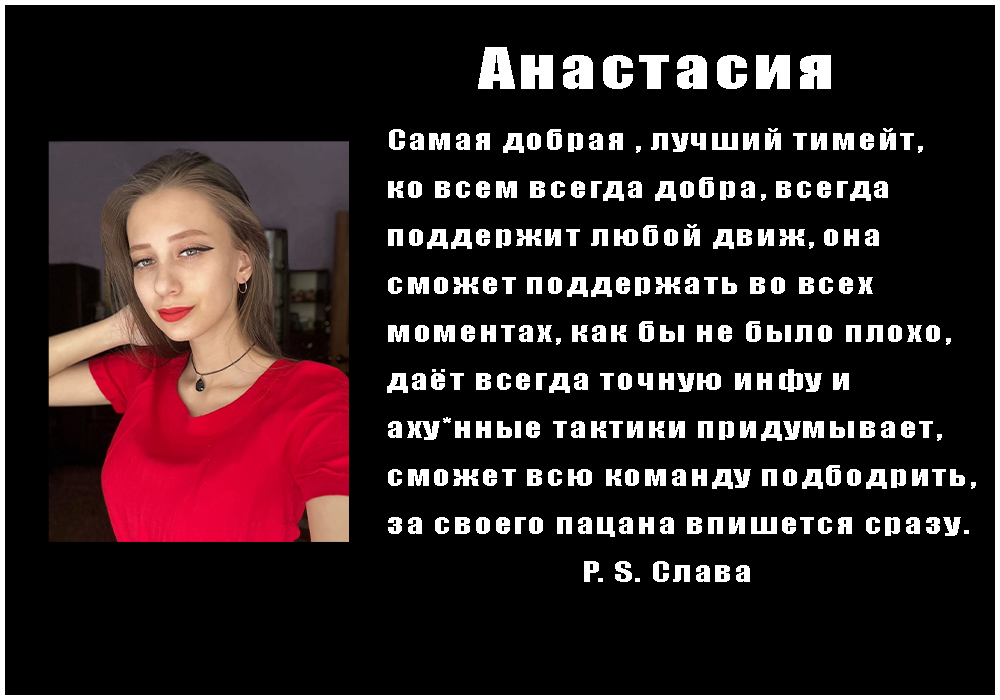 Анастасия
Самая добрая , лучший тимейт,
ко всем всегда добра, всегда
поддержит любой движ, она
сможет поддержать во всех
моментах, как бы не было плохо,
даёт всегда точную инфу и
аху*нные тактики придумывает,
сможет всю команду подбодрить,
за своего пацана впишется сразу.
P. S. Слава